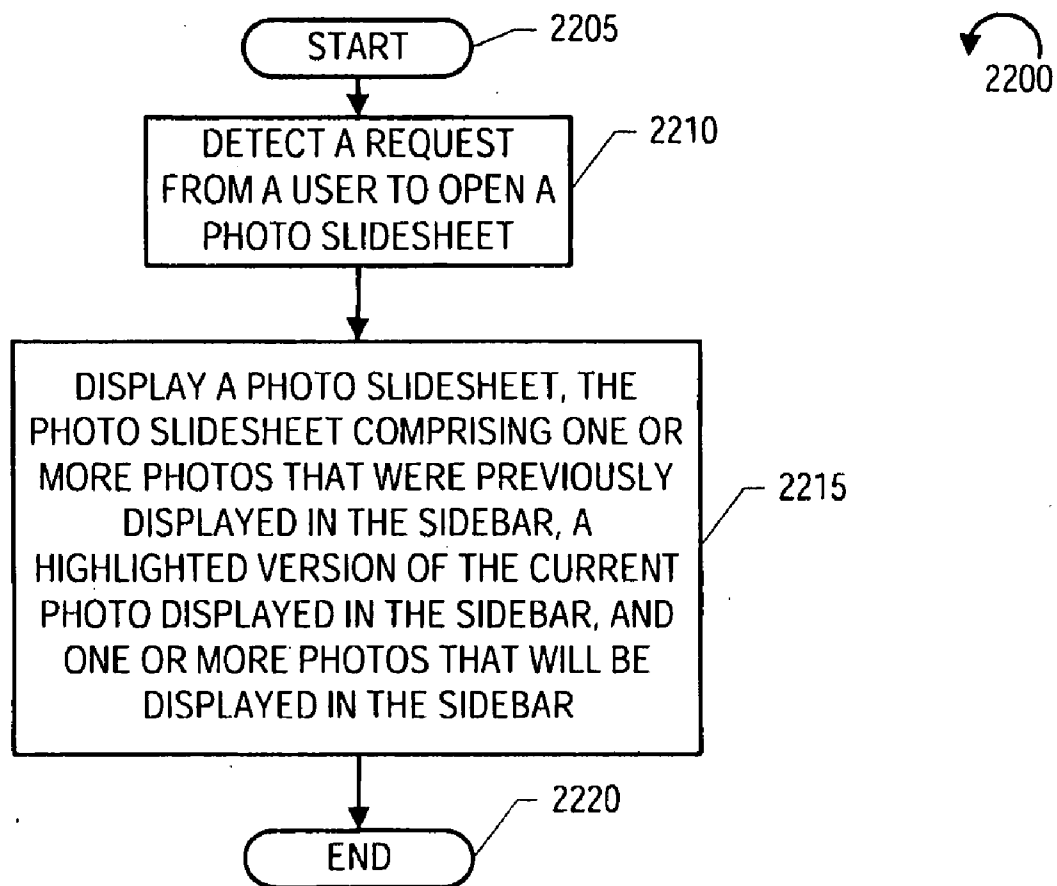 START
2205
2200
DETECT A REQUEST
FROM A USER TO OPEN A
PHOTO SLIDESHEET
2210
DISPLAY A PHOTO SLIDESHEET, THE
PHOTO SLIDESHEET COMPRISING ONE OR
MORE PHOTOS THAT WERE PREVIOUSLY
DISPLAYED IN THE SIDEBAR, A
HIGHLIGHTED VERSION OF THE CURRENT
PHOTO DISPLAYED IN THE SIDEBAR, AND
ONE OR MORE PHOTOS THAT WILL BE
DISPLAYED IN THE SIDEBAR
2215
END
2220